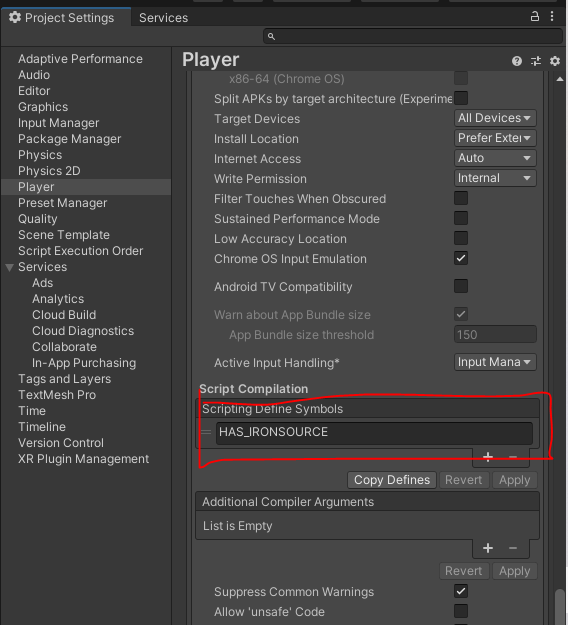 Project Settings
Services
Adaptive Performance
Audio
Editor
Graphics
Input Manager
Package Manager
Physics
Physics 2D
Player
Preset Manager
Quality
Scene Template
Script Execution Order
Services
Ads
Analytics
Cloud Build
Cloud Diagnostics
Collaborate
In-App Purchasing
Tags and Layers
TextMesh Pro
Time
Timeline
Version Control
XR Plugin Management
Player
x86-64 (Chrome OS)
Split APKs by target architecture (Experime
Target Devices All Devices
Install Location Prefer Exter
Internet Access Auto
Write Permission Internal
Filter Touches When Obscured
Sustained Performance Mode
Low Accuracy Location
Chrome OS Input Emulation
Android TV Compatibility
Warn about App Bundle size
App Bundle size threshold 150
Active Input Handling* Input Mana
Script Compilation
Scripting Define Symbols
HAS_IRONSOURCE
Copy Defines Revert Apply
Additional Compiler Arguments
List is Empty
Revert Apply
Suppress Common Warnings
Allow 'unsafe' Code